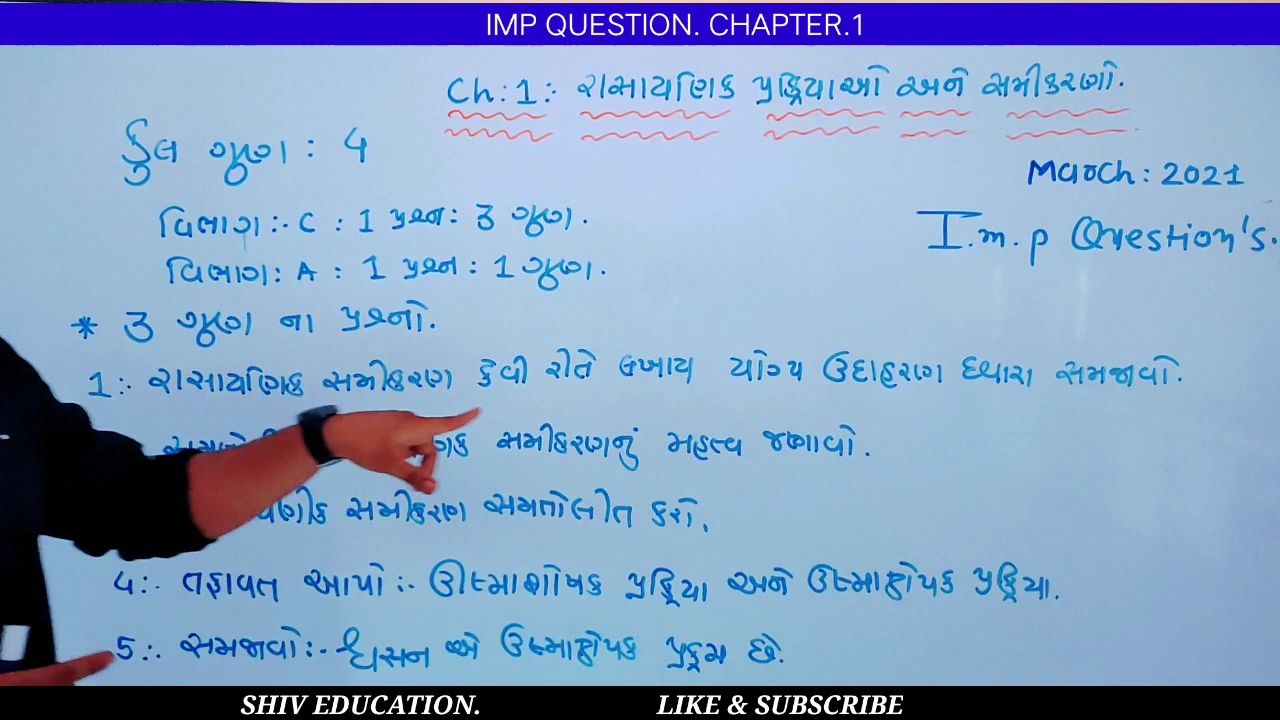 IMP QUESTION. CHAPTER.1
Ch:1:- રાસાયણિક પ્રક્રિયાઓ અને સમીકરણો.
કુલ ગુણ : 4
March: 2021
વિભાગ:- C : 1 પ્રશ્ન: 3 ગુણ.
I.m.p Question's.
વિભાગ: A : 1 પ્રશ્ન : 1 ગુણ.
* 3 ગુણ ના પ્રશ્નો.
1:- રાસાયણિક સમીકરણ કેવી રીતે લખાય યોગ્ય ઉદાહરણ દ્વારા સમજાવો.
સમીકરણનું મહત્વ જણાવો.
સમીકરણ સમતોલીત કરો.
4:- તફાવત આપો:- ઊષ્માશોષક પ્રક્રિયા અને ઉષ્માક્ષેપક પ્રક્રિયા.
5:- સમજાવો:- શ્વસન એ ઉષ્માક્ષેપક પ્રક્રમ છે.
SHIV EDUCATION. LIKE & SUBSCRIBE